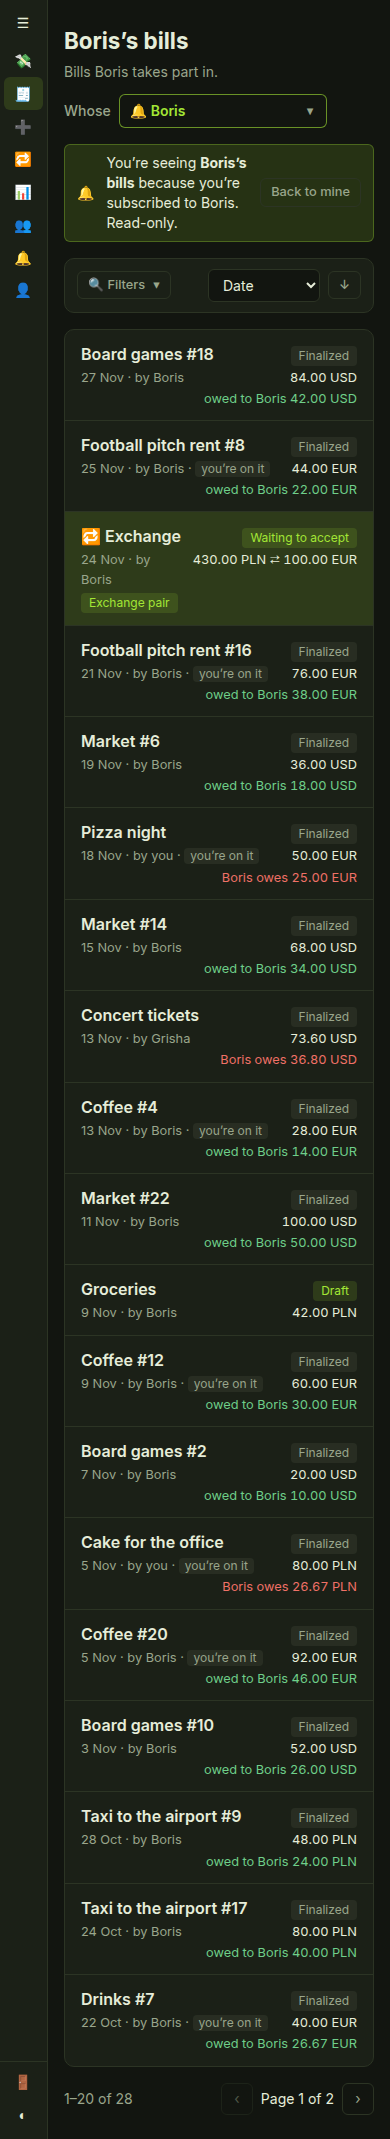 Boris’s bills
Bills Boris takes part in.
Whose
Boris
You’re seeing Boris’s
bills because you’re
subscribed to Boris.
Read-only.
Back to mine
Filters
Date
Board games #18 Finalized
27 Nov · by Boris 84.00 USD
owed to Boris 42.00 USD
Football pitch rent #8 Finalized
25 Nov · by Boris · you’re on it 44.00 EUR
owed to Boris 22.00 EUR
Exchange Waiting to accept
24 Nov · by 430.00 PLN ⇄ 100.00 EUR
Boris
Exchange pair
Football pitch rent #16 Finalized
21 Nov · by Boris · you’re on it 76.00 EUR
owed to Boris 38.00 EUR
Market #6 Finalized
19 Nov · by Boris 36.00 USD
owed to Boris 18.00 USD
Pizza night Finalized
18 Nov · by you · you’re on it 50.00 EUR
Boris owes 25.00 EUR
Market #14 Finalized
15 Nov · by Boris 68.00 USD
owed to Boris 34.00 USD
Concert tickets Finalized
13 Nov · by Grisha 73.60 USD
Boris owes 36.80 USD
Coffee #4 Finalized
13 Nov · by Boris · you’re on it 28.00 EUR
owed to Boris 14.00 EUR
Market #22 Finalized
11 Nov · by Boris 100.00 USD
owed to Boris 50.00 USD
Groceries Draft
9 Nov · by Boris 42.00 PLN
Coffee #12 Finalized
9 Nov · by Boris · you’re on it 60.00 EUR
owed to Boris 30.00 EUR
Board games #2 Finalized
7 Nov · by Boris 20.00 USD
owed to Boris 10.00 USD
Cake for the office Finalized
5 Nov · by you · you’re on it 80.00 PLN
Boris owes 26.67 PLN
Coffee #20 Finalized
5 Nov · by Boris · you’re on it 92.00 EUR
owed to Boris 46.00 EUR
Board games #10 Finalized
3 Nov · by Boris 52.00 USD
owed to Boris 26.00 USD
Taxi to the airport #9 Finalized
28 Oct · by Boris 48.00 PLN
owed to Boris 24.00 PLN
Taxi to the airport #17 Finalized
24 Oct · by Boris 80.00 PLN
owed to Boris 40.00 PLN
Drinks #7 Finalized
22 Oct · by Boris · you’re on it 40.00 EUR
owed to Boris 26.67 EUR
1–20 of 28 ‹ Page 1 of 2 ›